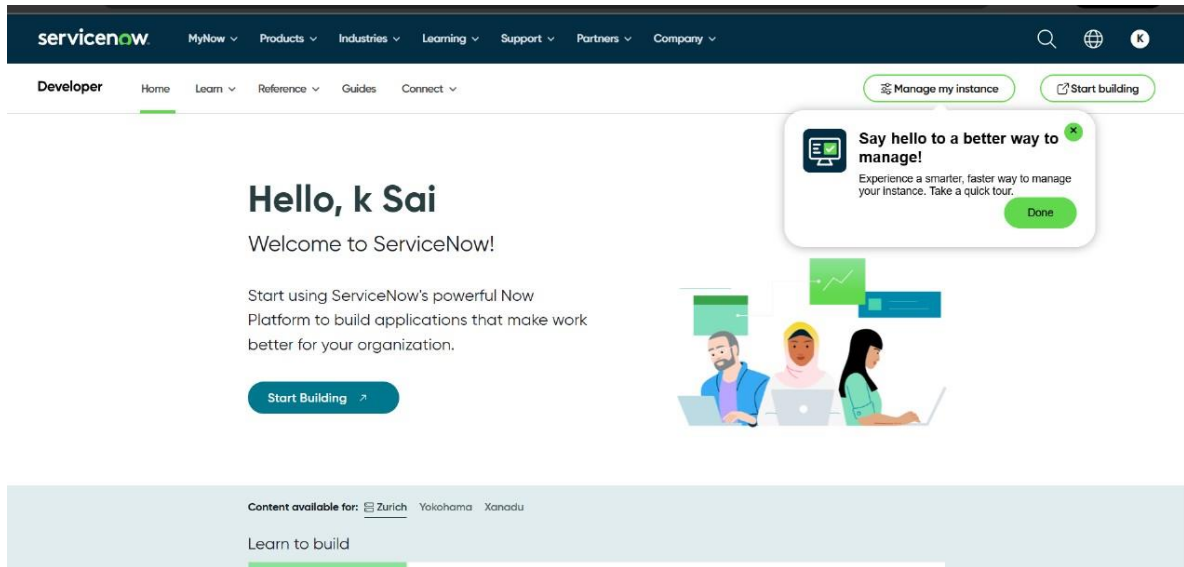 servicenow.
MyNow Products Industries Learning Support Partners Company K
Developer
Home Learn Reference Guides Connect
Manage my instance
Start building
Say hello to a better way to
manage!
Experience a smarter, faster way to manage
your instance. Take a quick tour.
Done
Hello, k Sai
Welcome to ServiceNow!
Start using ServiceNow's powerful Now
Platform to build applications that make work
better for your organization.
Start Building
Content available for: Zurich Yokohama Xanadu
Learn to build